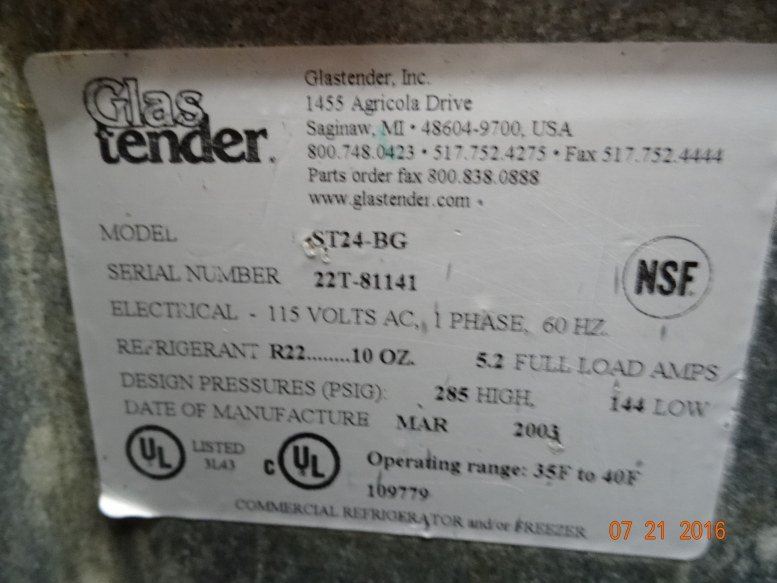 Glas
tender®
Glastender, Inc.
1455 Agricola Drive
Saginaw, MI • 48604-9700, USA
800.748.0423 • 517.752.4275 • Fax 517.752.4444
Parts order fax 800.838.0888
www.glastender.com
MODEL ST24-BG
SERIAL NUMBER 22T-81141
NSF
ELECTRICAL - 115 VOLTS AC, 1 PHASE, 60 HZ.
REFRIGERANT R22........10 OZ. 5.2 FULL LOAD AMPS
DESIGN PRESSURES (PSIG): 285 HIGH, 144 LOW
DATE OF MANUFACTURE MAR 2003
UL LISTED 3L43 c UL
Operating range: 35F to 40F
109779
COMMERCIAL REFRIGERATOR and/or FREEZER
07 21 2016